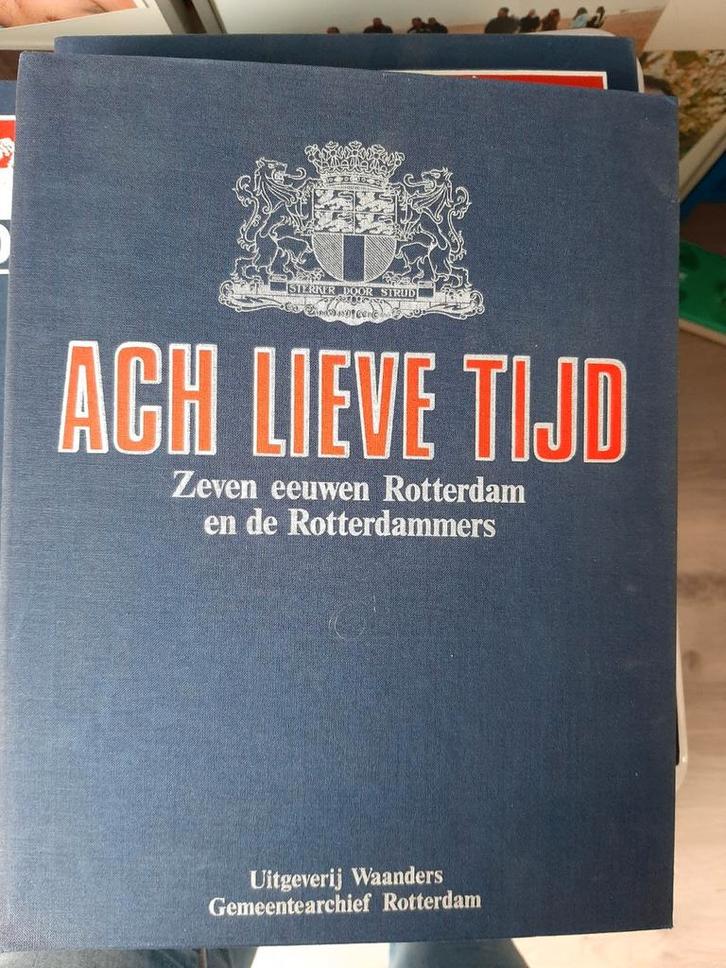 STERKER DOOR STRIJD
ACH LIEVE TIJD
Zeven eeuwen Rotterdam
en de Rotterdammers
Uitgeverij Waanders
Gemeentearchief Rotterdam